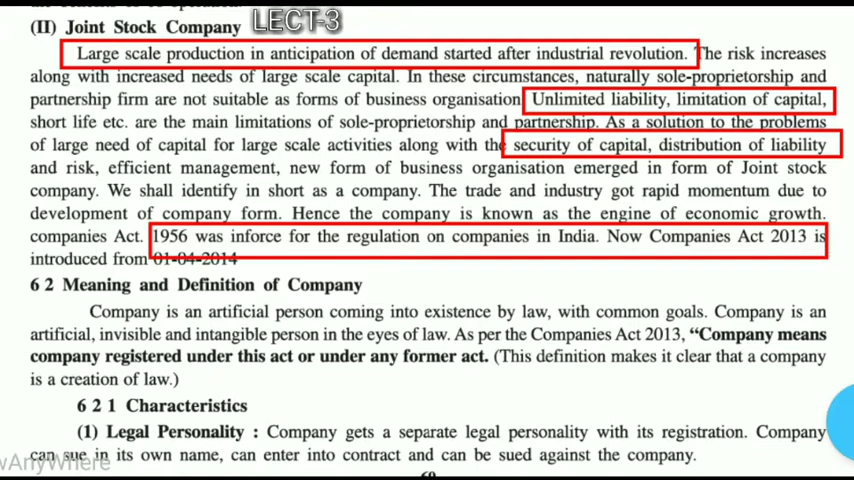 (II) Joint Stock Company LECT-3
Large scale production in anticipation of demand started after industrial revolution. The risk increases
along with increased needs of large scale capital. In these circumstances, naturally sole-proprietorship and
partnership firm are not suitable as forms of business organisation Unlimited liability, limitation of capital,
short life etc. are the main limitations of sole-proprietorship and partnership. As a solution to the problems
of large need of capital for large scale activities along with the security of capital, distribution of liability
and risk, efficient management, new form of business organisation emerged in form of Joint stock
company. We shall identify in short as a company. The trade and industry got rapid momentum due to
development of company form. Hence the company is known as the engine of economic growth.
companies Act. 1956 was inforce for the regulation on companies in India. Now Companies Act 2013 is
introduced from 01-04-2014
6 2 Meaning and Definition of Company
Company is an artificial person coming into existence by law, with common goals. Company is an
artificial, invisible and intangible person in the eyes of law. As per the Companies Act 2013, “Company means
company registered under this act or under any former act. (This definition makes it clear that a company
is a creation of law.)
6 2 1 Characteristics
(1) Legal Personality : Company gets a separate legal personality with its registration. Company
can sue in its own name, can enter into contract and can be sued against the company.